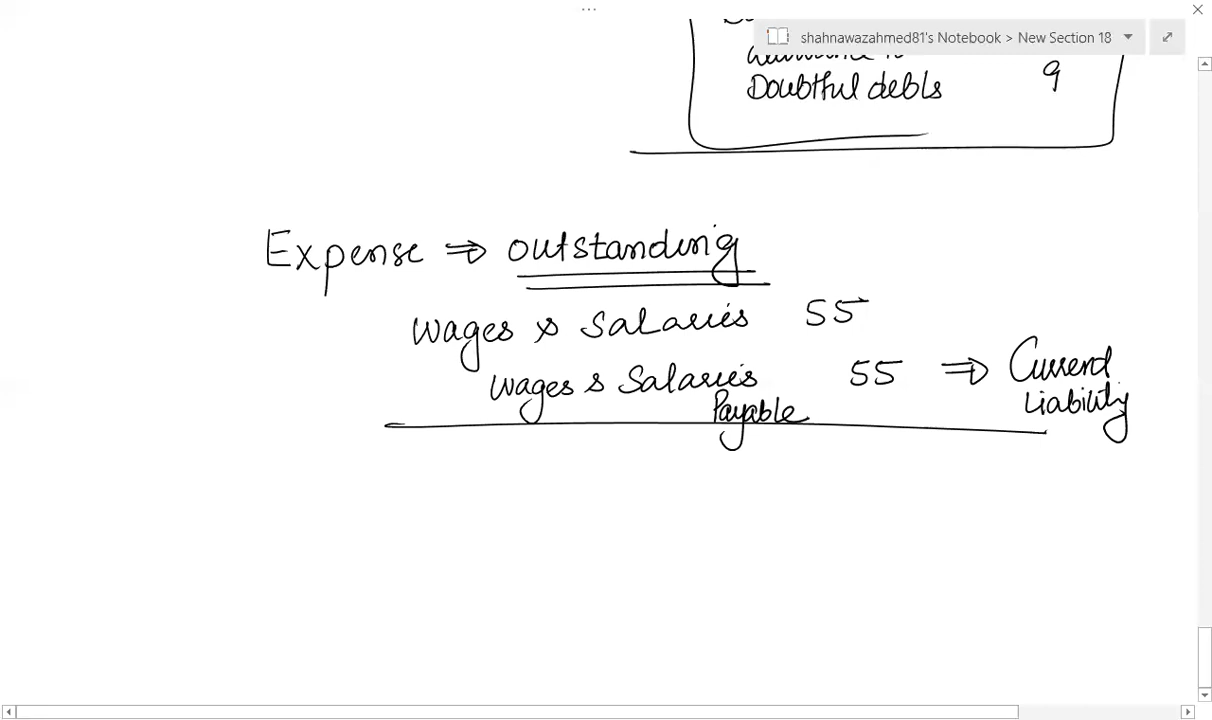 shahnawazahmed81's Notebook > New Section 18
Doubtful debts 9
Expense ⇒ outstanding
Wages & Salaries 55
Wages & Salaries 55 ⇒ Current
Payable Liability